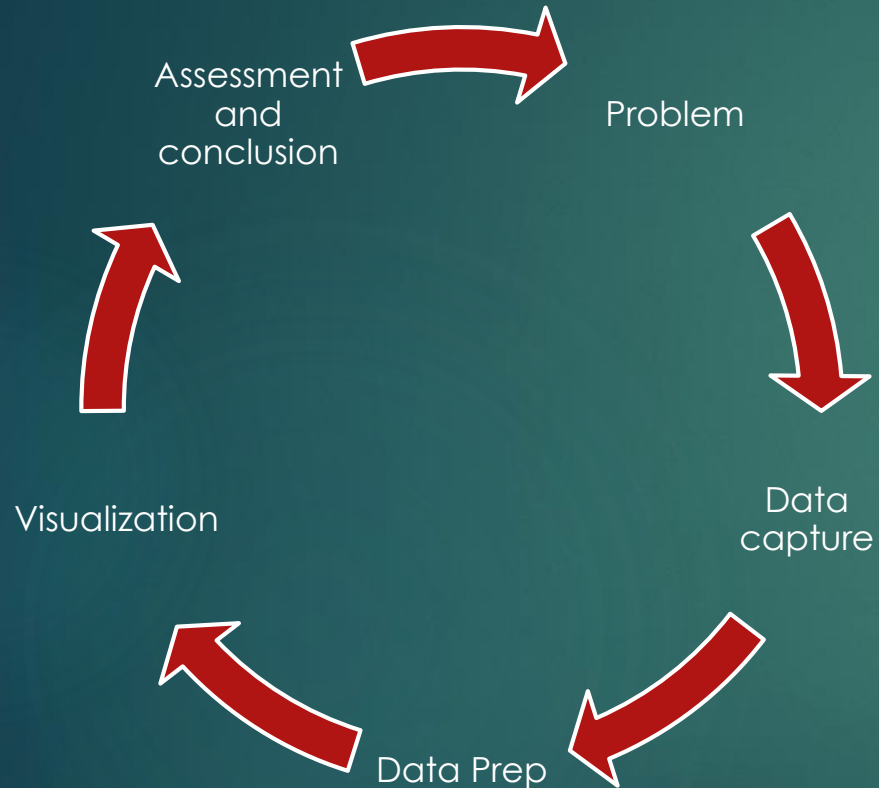 Assessment
and
conclusion
Problem
Data
capture
Data Prep
Visualization